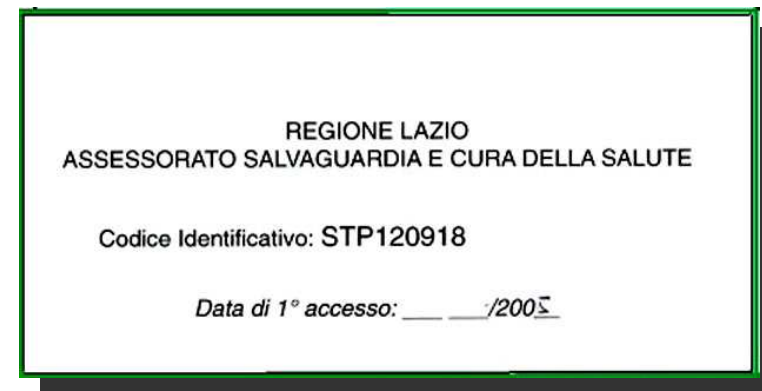 REGIONE LAZIO
ASSESSORATO SALVAGUARDIA E CURA DELLA SALUTE
Codice Identificativo: STP120918
Data di 1° accesso: ___ ___/200